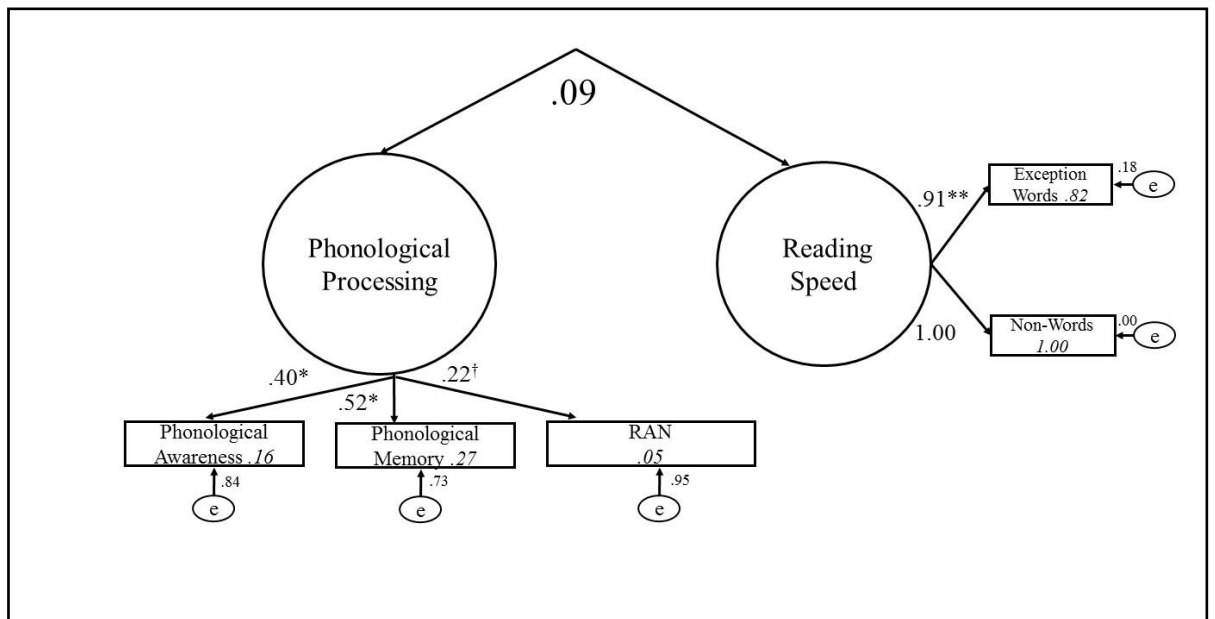 .09
Phonological
Processing
Reading
Speed
.91**
Exception
Words .82
.18
e
1.00
Non-Words
1.00
.00
e
.40*
.52*
.22†
Phonological
Awareness .16
Phonological
Memory .27
RAN
.05
.84
.73
.95
e
e
e